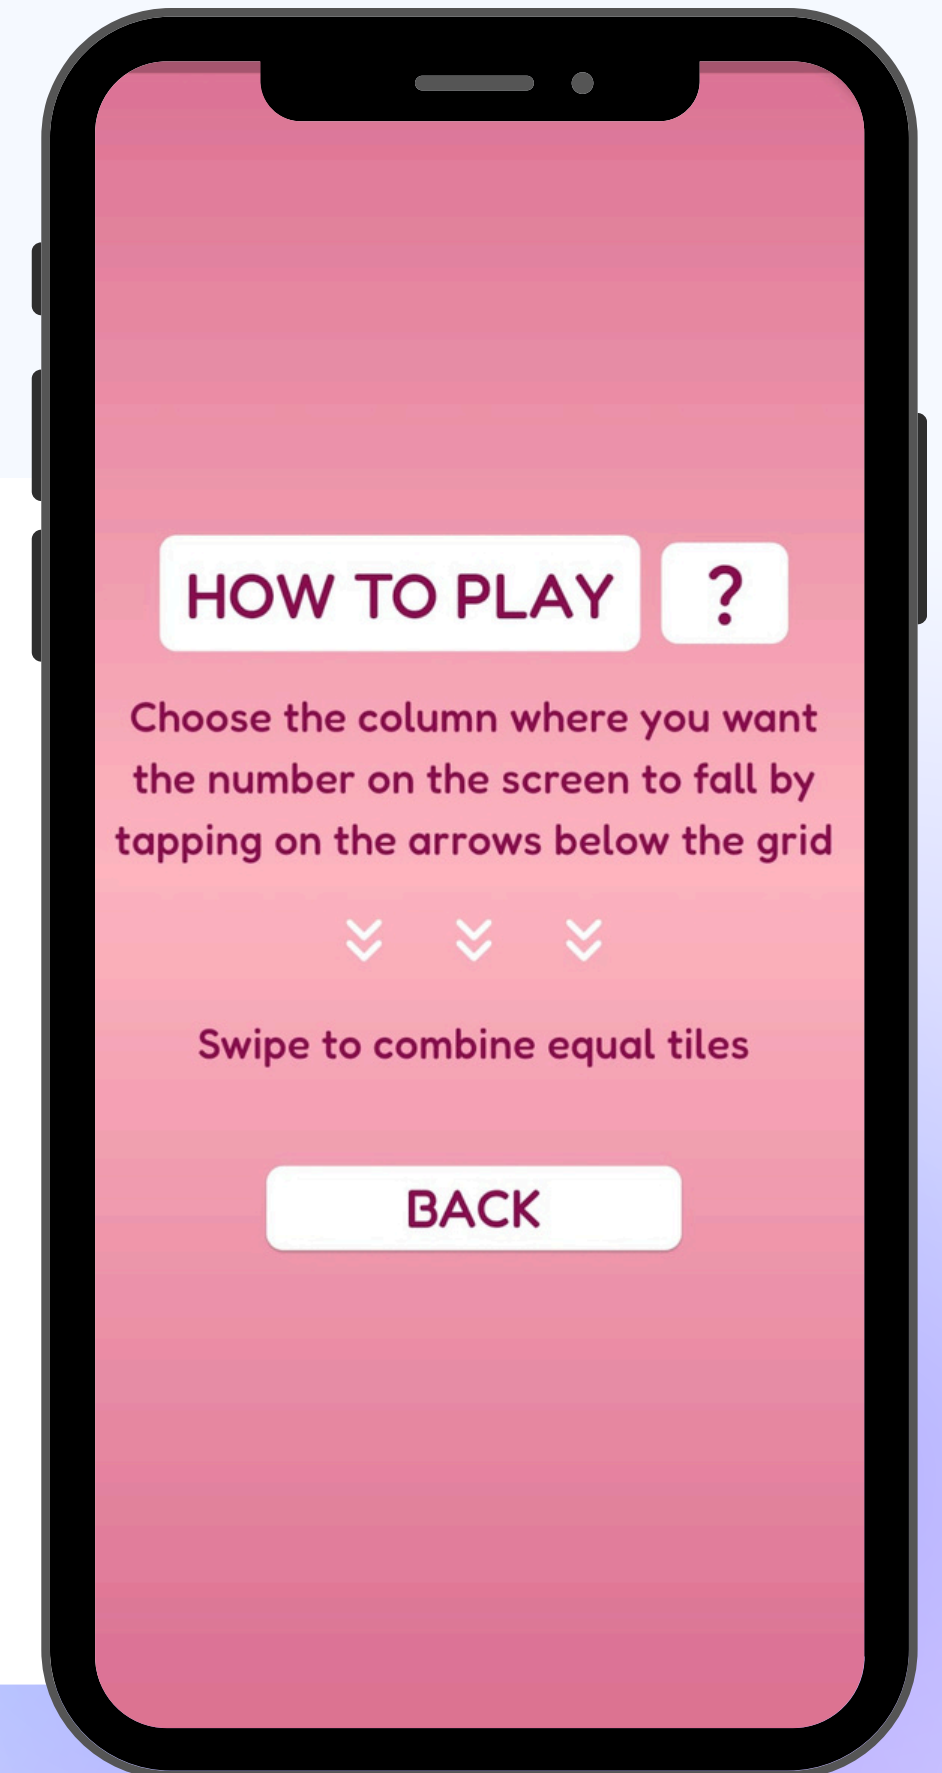 HOW TO PLAY ?
Choose the column where you want
the number on the screen to fall by
tapping on the arrows below the grid
Swipe to combine equal tiles
BACK